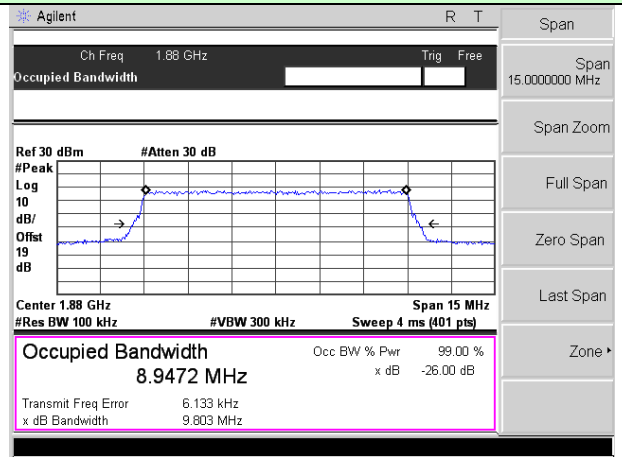 Agilent R T
Ch Freq 1.88 GHz Trig Free
Occupied Bandwidth
Ref 30 dBm #Atten 30 dB
#Peak
Log
10
dB/
Offst
19
dB
Center 1.88 GHz Span 15 MHz
#Res BW 100 kHz #VBW 300 kHz Sweep 4 ms (401 pts)
Occupied Bandwidth Occ BW % Pwr 99.00 %
8.9472 MHz x dB -26.00 dB
Transmit Freq Error 6.133 kHz
x dB Bandwidth 9.803 MHz
Span
Span
15.0000000 MHz
Span Zoom
Full Span
Zero Span
Last Span
Zone